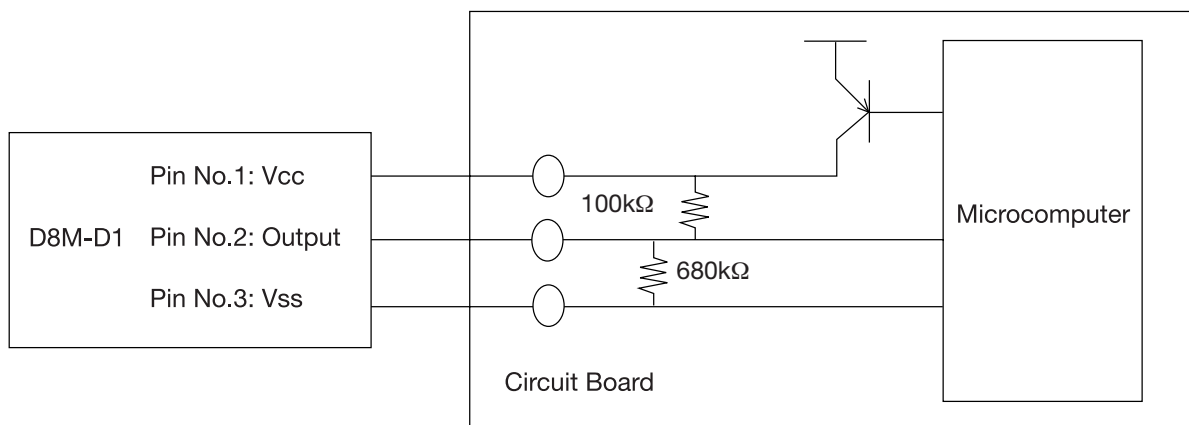 Pin No.1: Vcc
D8M-D1 Pin No.2: Output
Pin No.3: Vss
100kΩ
680kΩ
Circuit Board
Microcomputer